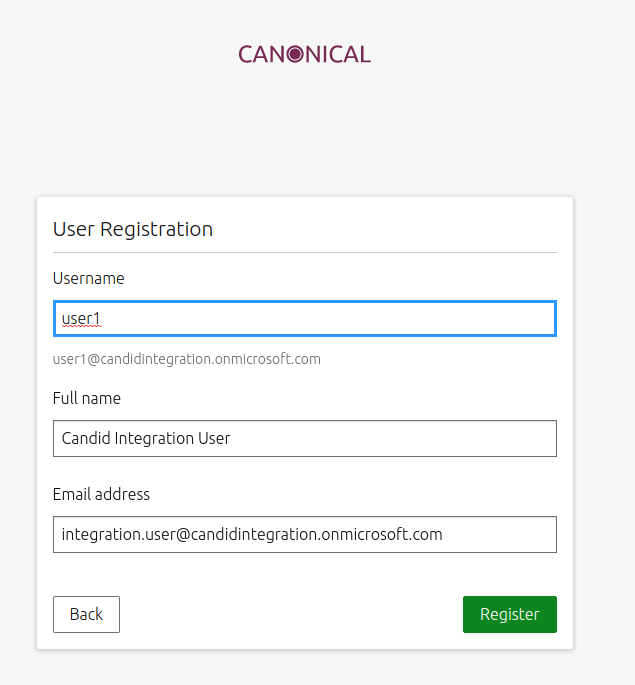 CANONICAL
User Registration
Username
user1
user1@candidintegration.onmicrosoft.com
Full name
Candid Integration User
Email address
integration.user@candidintegration.onmicrosoft.com
Back Register